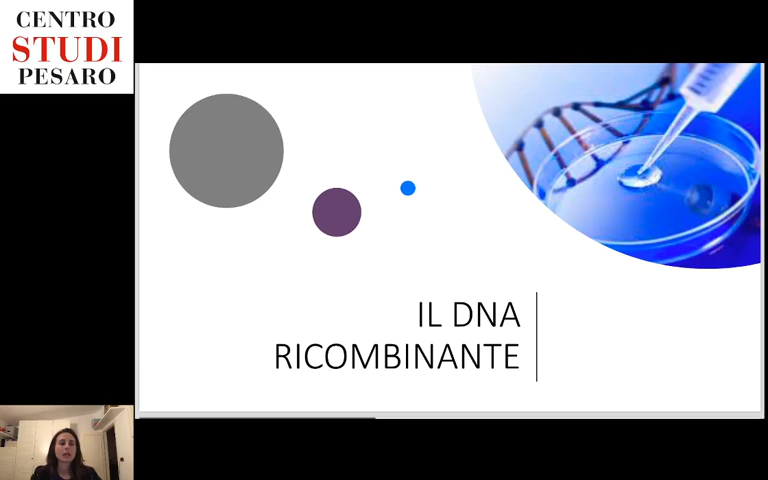 CENTRO
STUDI
PESARO
IL DNA
RICOMBINANTE